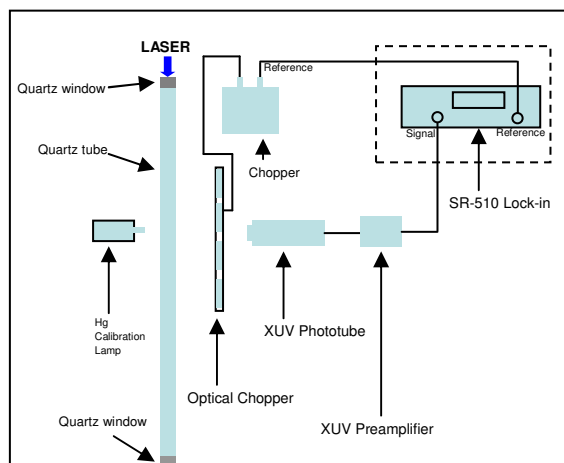 LASER
Quartz window
Reference
Quartz tube
Signal
Reference
Chopper
SR-510 Lock-in
Hg
Calibration
Lamp
XUV Phototube
Optical Chopper
Quartz window
XUV Preamplifier